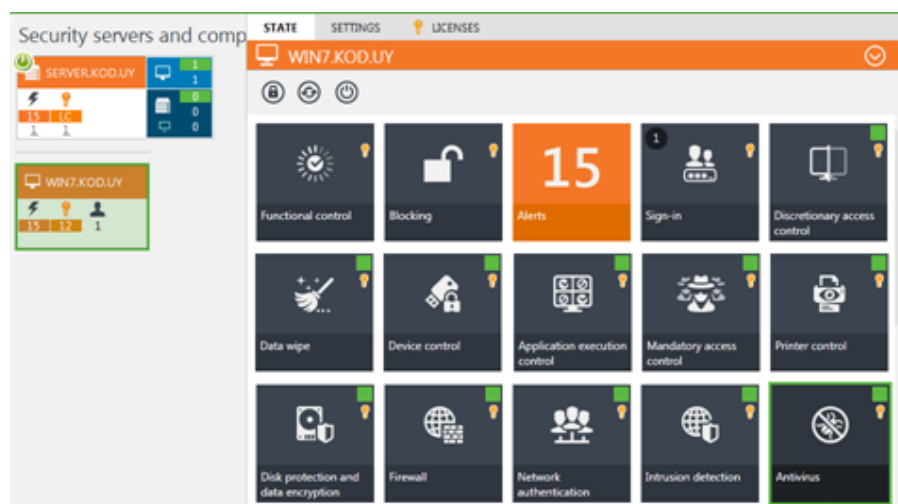 Security servers and comp
STATE SETTINGS LICENSES
SERVER.KOD.UY
1
1
15 LC
1 1
0
0
0
WIN7.KOD.UY
15 12 1
WIN7.KOD.UY
Functional control
Blocking
15
Alerts
1
Sign-in
Discretionary access
control
Data wipe
Device control
Application execution
control
Mandatory access
control
Printer control
Disk protection and
data encryption
Firewall
Network
authentication
Intrusion detection
Antivirus